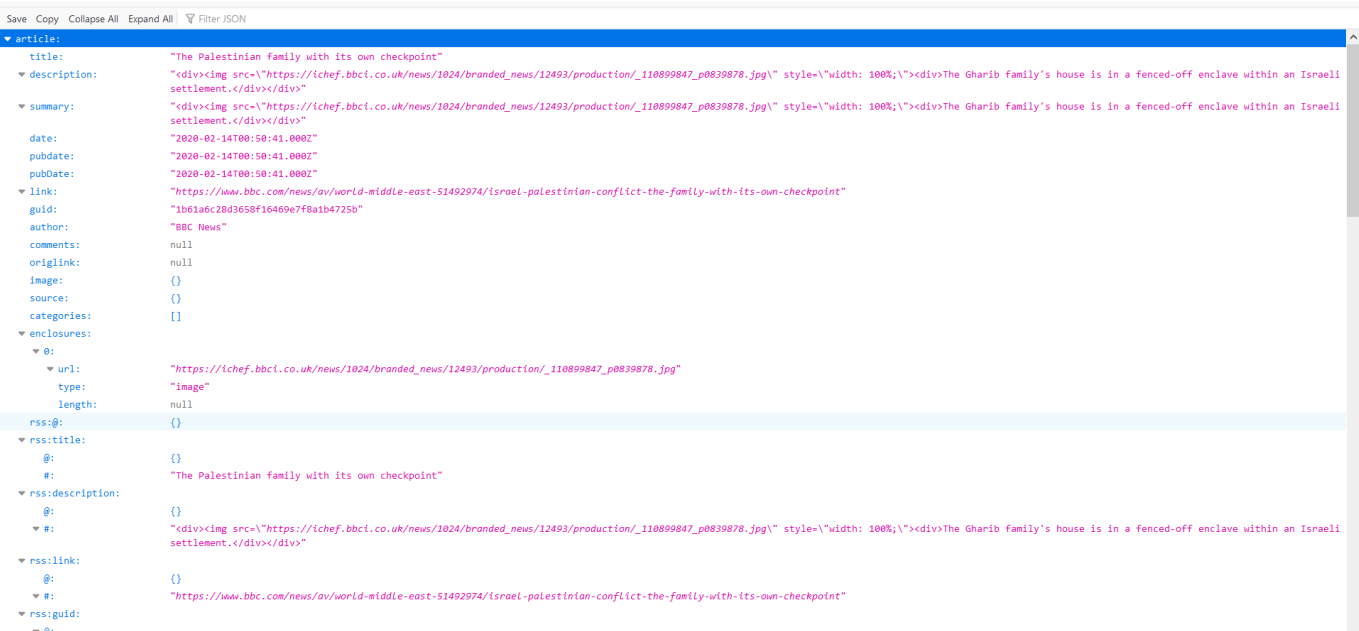 Save Copy Collapse All Expand All Filter JSON
article:
title: "The Palestinian family with its own checkpoint"
description: "<div><img src=\"https://ichef.bbci.co.uk/news/1024/branded_news/12493/production/_110899847_p0839878.jpg\" style=\"width: 100%;\"><div>The Gharib family's house is in a fenced-off enclave within an Israeli
settlement.</div></div>"
summary: "<div><img src=\"https://ichef.bbci.co.uk/news/1024/branded_news/12493/production/_110899847_p0839878.jpg\" style=\"width: 100%;\"><div>The Gharib family's house is in a fenced-off enclave within an Israeli
settlement.</div></div>"
date: "2020-02-14T00:50:41.000Z"
pubdate: "2020-02-14T00:50:41.000Z"
pubDate: "2020-02-14T00:50:41.000Z"
link: "https://www.bbc.com/news/av/world-middle-east-51492974/israel-palestinian-conflict-the-family-with-its-own-checkpoint"
guid: "1b61a6c28d3658f16469e7f8a1b4725b"
author: "BBC News"
comments: null
origlink: null
image: {}
source: {}
categories: []
enclosures:
0:
url: "https://ichef.bbci.co.uk/news/1024/branded_news/12493/production/_110899847_p0839878.jpg"
type: "image"
length: null
rss:@: {}
rss:title:
@: {}
#: "The Palestinian family with its own checkpoint"
rss:description:
@: {}
#: "<div><img src=\"https://ichef.bbci.co.uk/news/1024/branded_news/12493/production/_110899847_p0839878.jpg\" style=\"width: 100%;\"><div>The Gharib family's house is in a fenced-off enclave within an Israeli
settlement.</div></div>"
rss:link:
@: {}
#: "https://www.bbc.com/news/av/world-middle-east-51492974/israel-palestinian-conflict-the-family-with-its-own-checkpoint"
rss:guid: